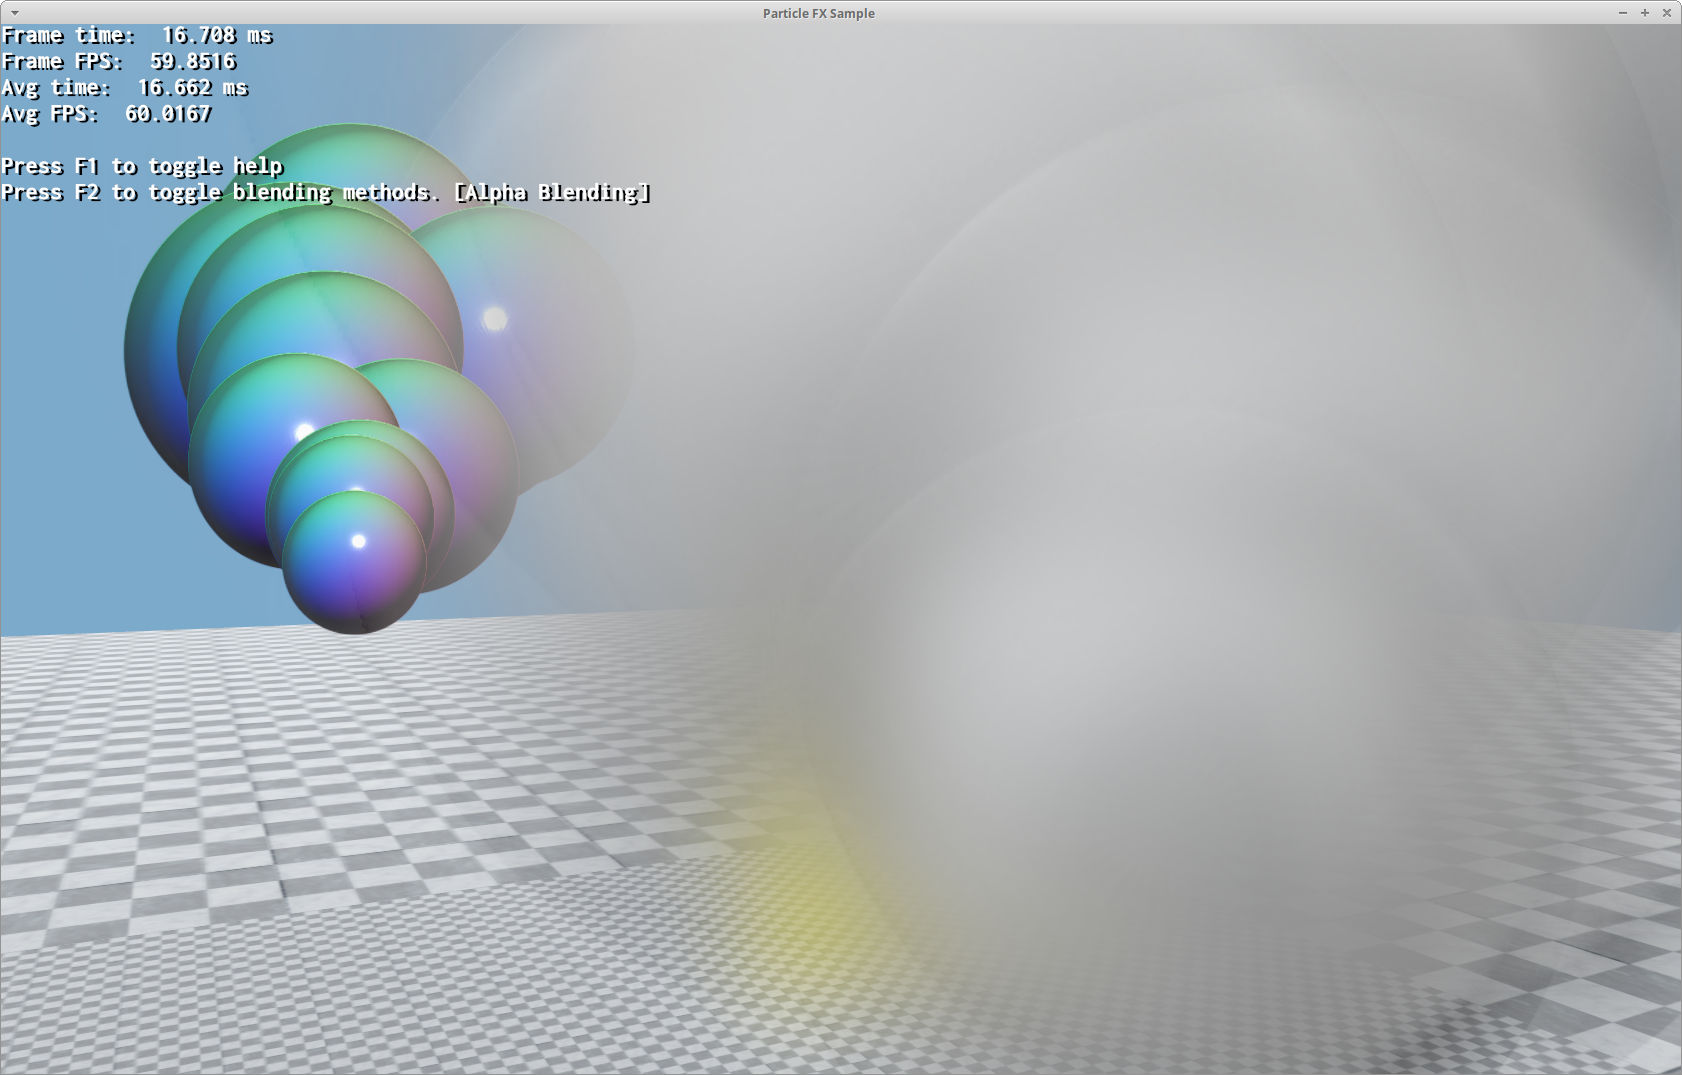 Particle FX Sample
Frame time: 16.708 ms
Frame FPS: 59.8516
Avg time: 16.662 ms
Avg FPS: 60.0167
Press F1 to toggle help
Press F2 to toggle blending methods. [Alpha Blending]